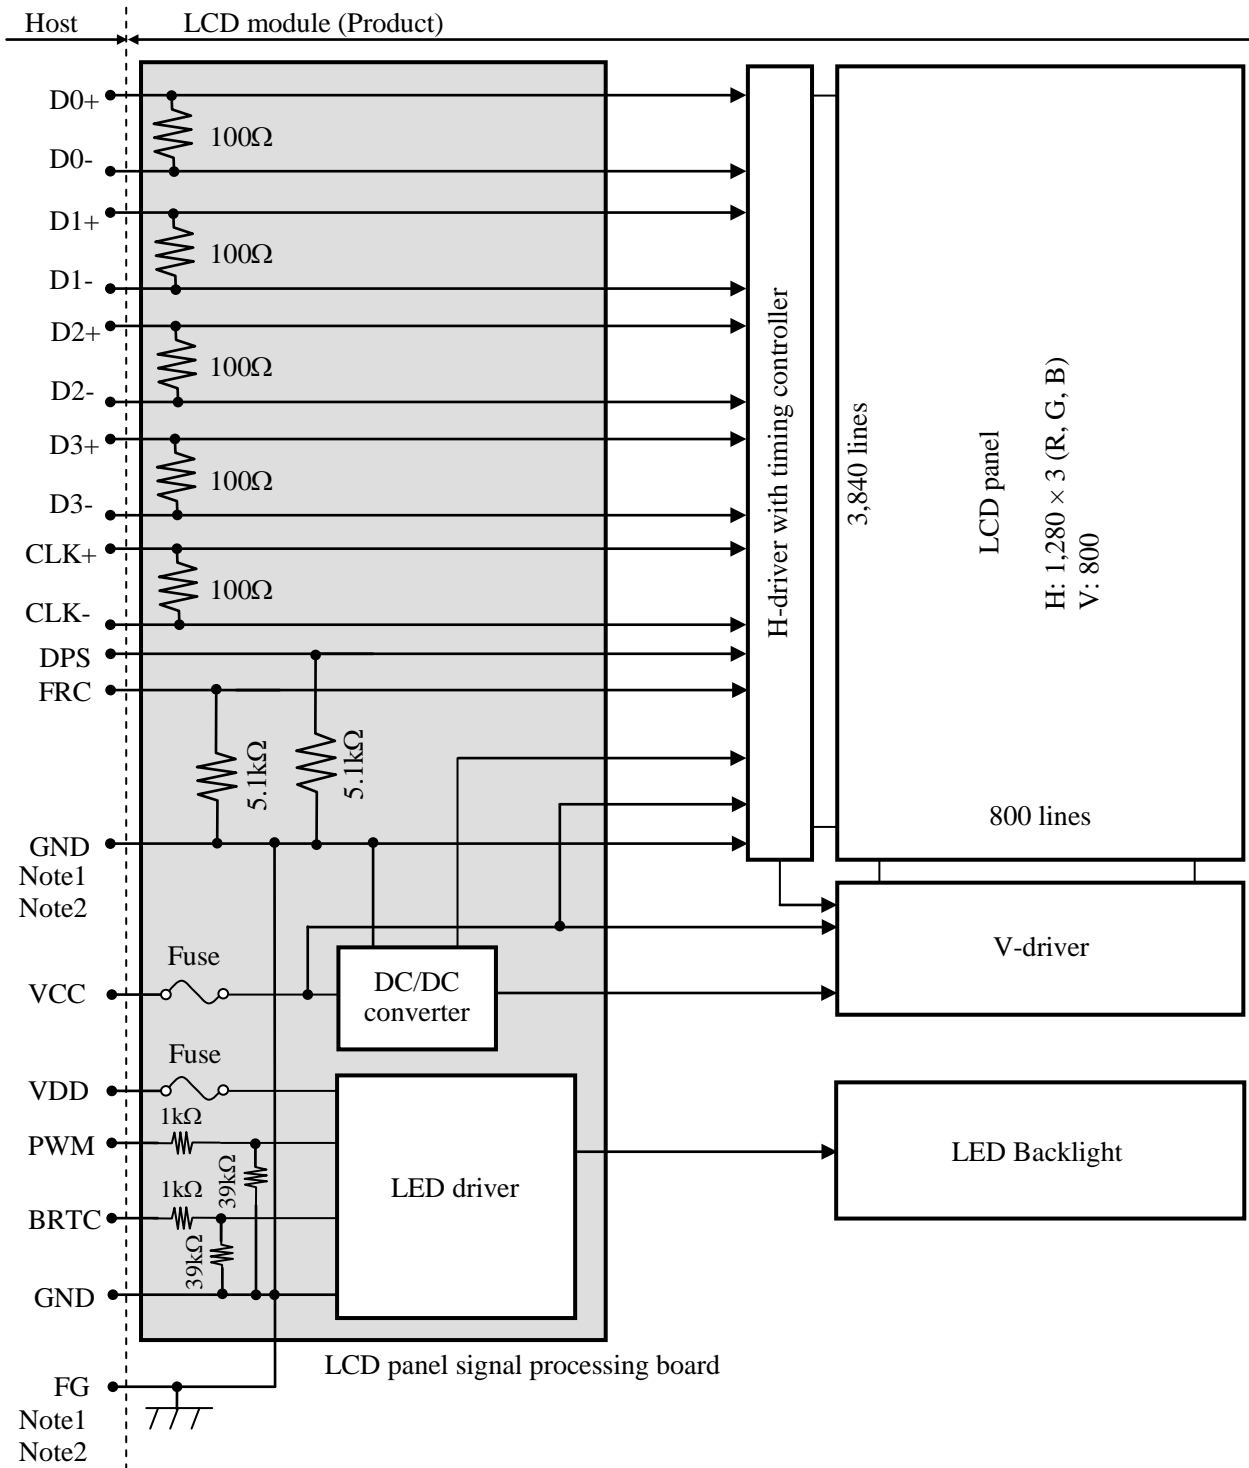 Host
LCD module (Product)
D0+
100Ω
D0-
D1+
100Ω
D1-
D2+
100Ω
D2-
D3+
100Ω
D3-
CLK+
100Ω
CLK-
DPS
FRC
5.1kΩ
5.1kΩ
GND
Note1
Note2
H-driver with timing controller
3,840 lines
LCD panel
H: 1,280 × 3 (R, G, B)
V: 800
800 lines
V-driver
Fuse
VCC
DC/DC
converter
Fuse
VDD
1kΩ
PWM
39kΩ
1kΩ
BRTC
39kΩ
GND
LED driver
LED Backlight
LCD panel signal processing board
FG
Note1
Note2